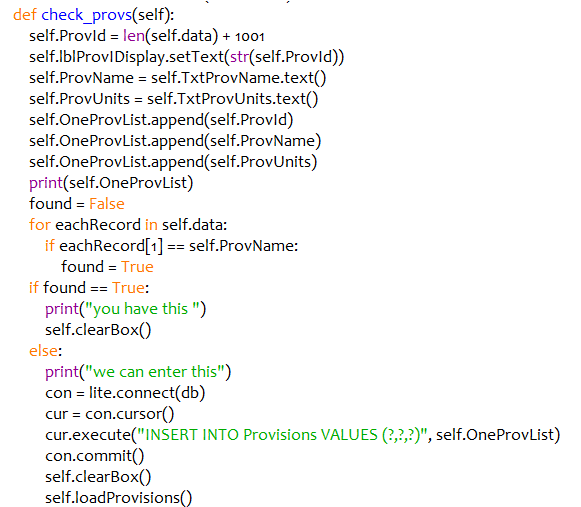 def check_provs(self):
self.ProvId = len(self.data) + 1001
self.lblProvIDisplay.setText(str(self.ProvId))
self.ProvName = self.TxtProvName.text()
self.ProvUnits = self.TxtProvUnits.text()
self.OneProvList.append(self.ProvId)
self.OneProvList.append(self.ProvName)
self.OneProvList.append(self.ProvUnits)
print(self.OneProvList)
found = False
for eachRecord in self.data:
if eachRecord[1] == self.ProvName:
found = True
if found == True:
print("you have this ")
self.clearBox()
else:
print("we can enter this")
con = lite.connect(db)
cur = con.cursor()
cur.execute("INSERT INTO Provisions VALUES (?,?,?)", self.OneProvList)
con.commit()
self.clearBox()
self.loadProvisions()